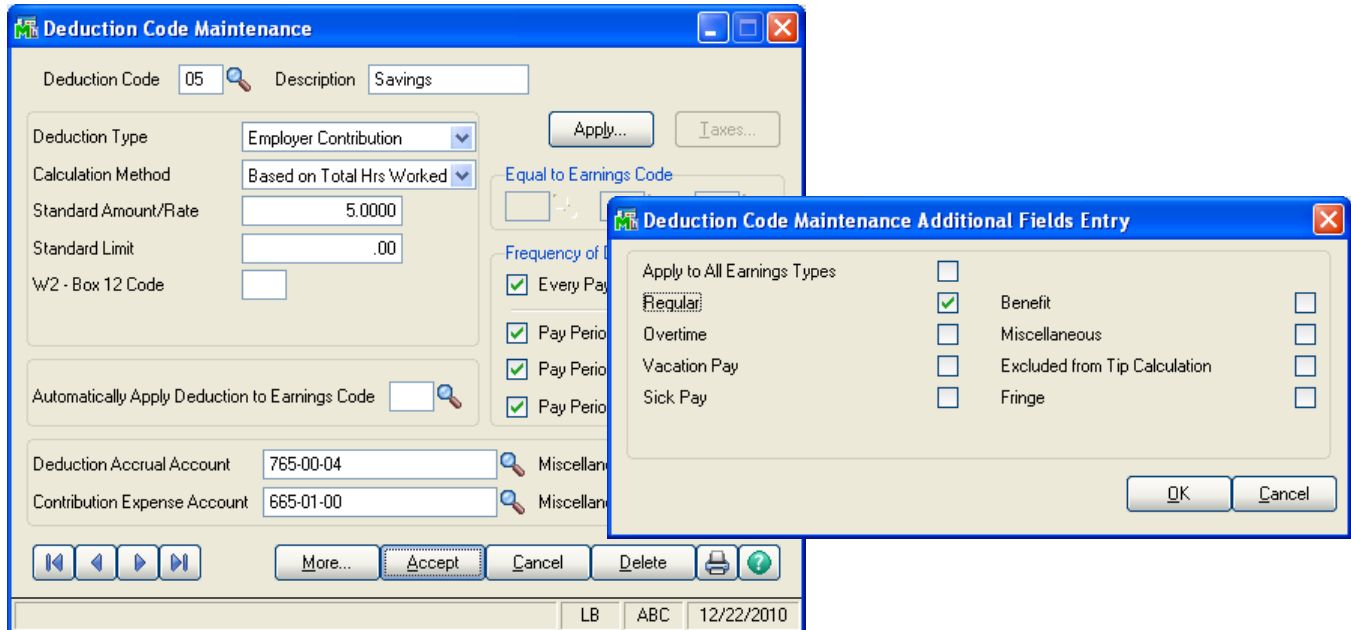 Deduction Code Maintenance
Deduction Code 05 Description Savings
Deduction Type Employer Contribution Apply... Taxes...
Calculation Method Based on Total Hrs Worked Equal to Earnings Code
Standard Amount/Rate 5.0000
Standard Limit .00 Frequency of
W2 - Box 12 Code Every Pay
Pay Perio
Pay Perio
Automatically Apply Deduction to Earnings Code Pay Perio
Deduction Accrual Account 765-00-04 Miscellan
Contribution Expense Account 665-01-00 Miscellan
More... Accept Cancel Delete
LB ABC 12/22/2010
Deduction Code Maintenance Additional Fields Entry
Apply to All Earnings Types
Regular Benefit
Overtime Miscellaneous
Vacation Pay Excluded from Tip Calculation
Sick Pay Fringe
OK Cancel